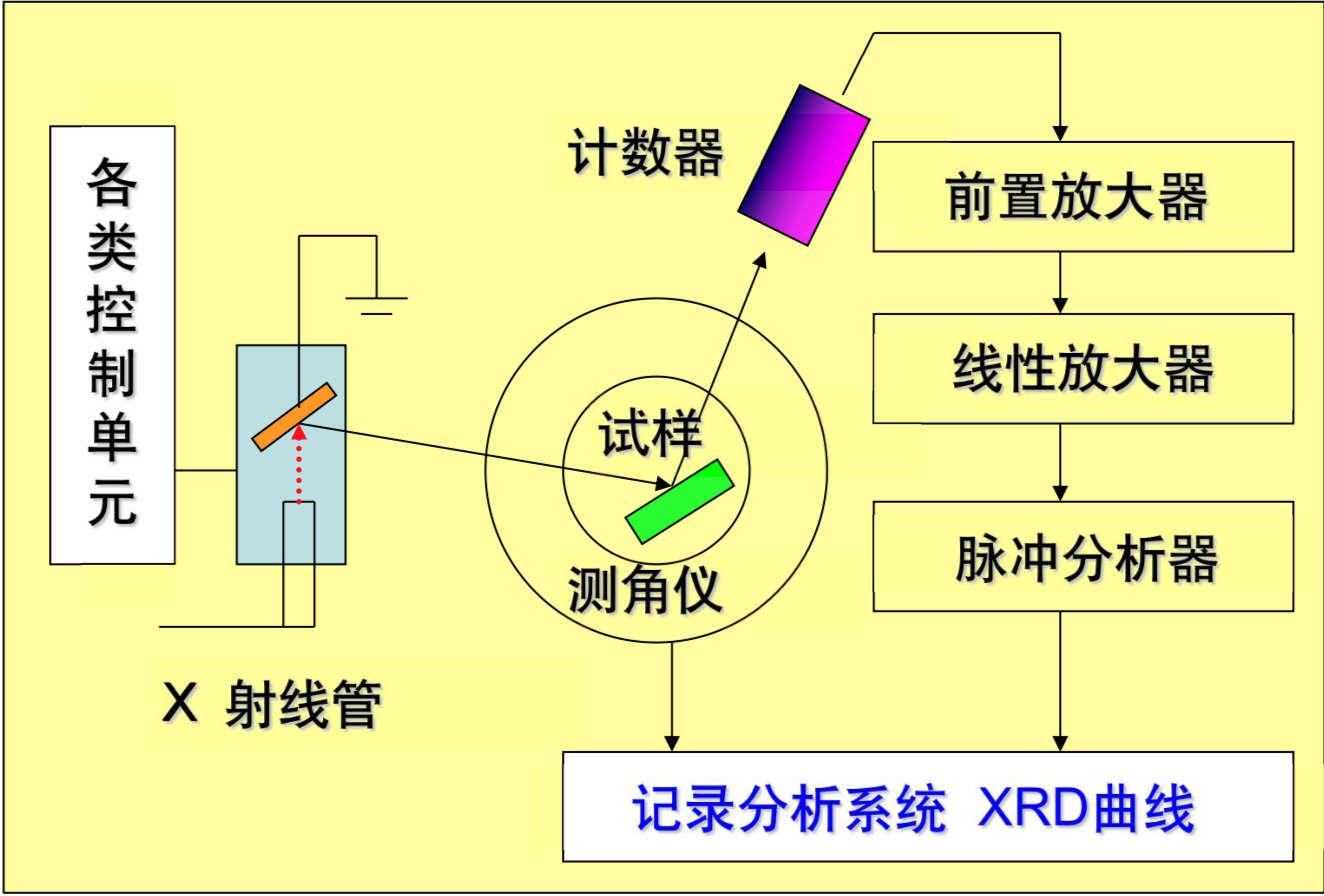 各类控制单元
X 射线管
计数器
试样
测角仪
前置放大器
线性放大器
脉冲分析器
记录分析系统 XRD曲线